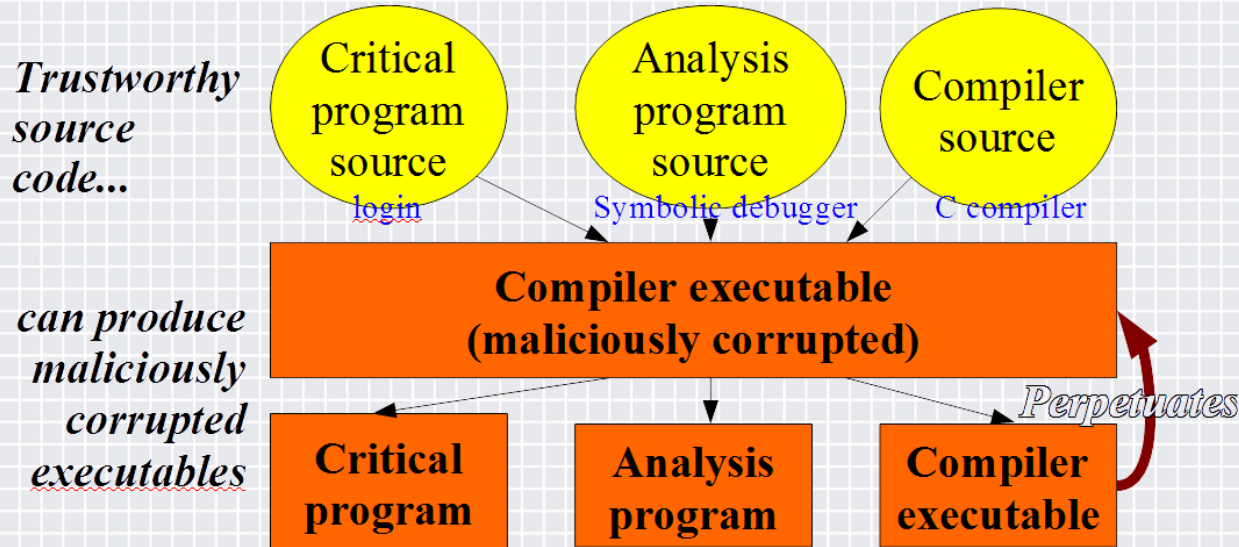 Trustworthy
source
code...
Critical
program
source
login
Analysis
program
source
Symbolic debugger
Compiler
source
C compiler
Compiler executable
(maliciously corrupted)
can produce
maliciously
corrupted
executables
Perpetuates
Critical
program
Analysis
program
Compiler
executable